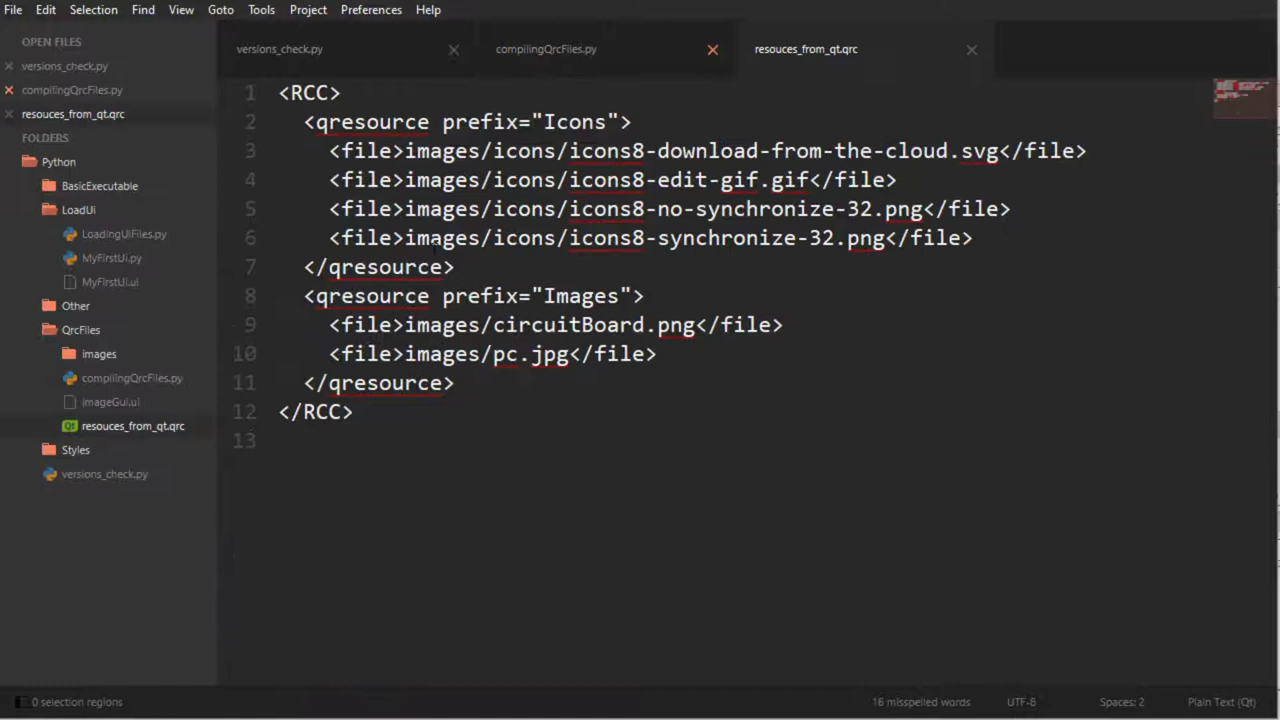 File Edit Selection Find View Goto Tools Project Preferences Help
OPEN FILES
versions_check.py
compilingQrcFiles.py
resouces_from_qt.qrc
FOLDERS
Python
BasicExecutable
LoadUi
LoadingUiFiles.py
MyFirstUi.py
MyFirstUi.ui
Other
QrcFiles
images
compilingQrcFiles.py
imageGui.ui
Qt resouces_from_qt.qrc
Styles
versions_check.py
versions_check.py compilingQrcFiles.py resouces_from_qt.qrc
1 <RCC>
2 <qresource prefix="Icons">
3 <file>images/icons/icons8-download-from-the-cloud.svg</file>
4 <file>images/icons/icons8-edit-gif.gif</file>
5 <file>images/icons/icons8-no-synchronize-32.png</file>
6 <file>images/icons/icons8-synchronize-32.png</file>
7 </qresource>
8 <qresource prefix="Images">
9 <file>images/circuitBoard.png</file>
10 <file>images/pc.jpg</file>
11 </qresource>
12 </RCC>
13
0 selection regions 16 misspelled words UTF-8 Spaces: 2 Plain Text (Qt)